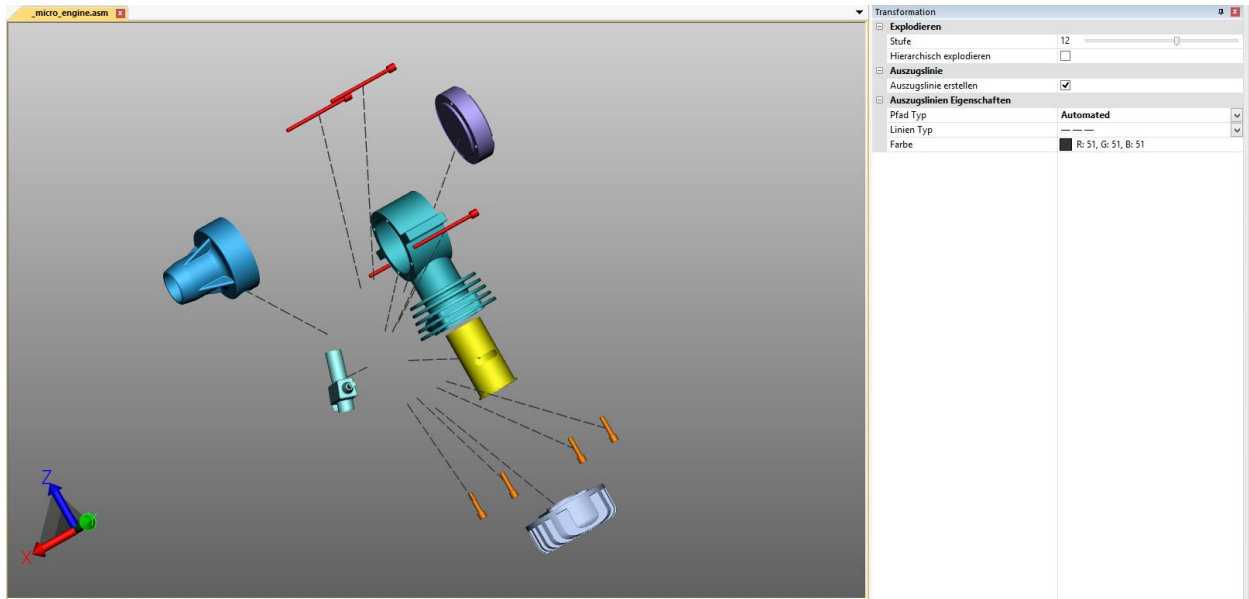 _micro_engine.asm
Transformation
Explodieren
Stufe 12
Hierarchisch explodieren
Auszugslinie
Auszugslinie erstellen
Auszugslinien Eigenschaften
Pfad Typ Automated
Linien Typ
Farbe R: 51, G: 51, B: 51
Z
X